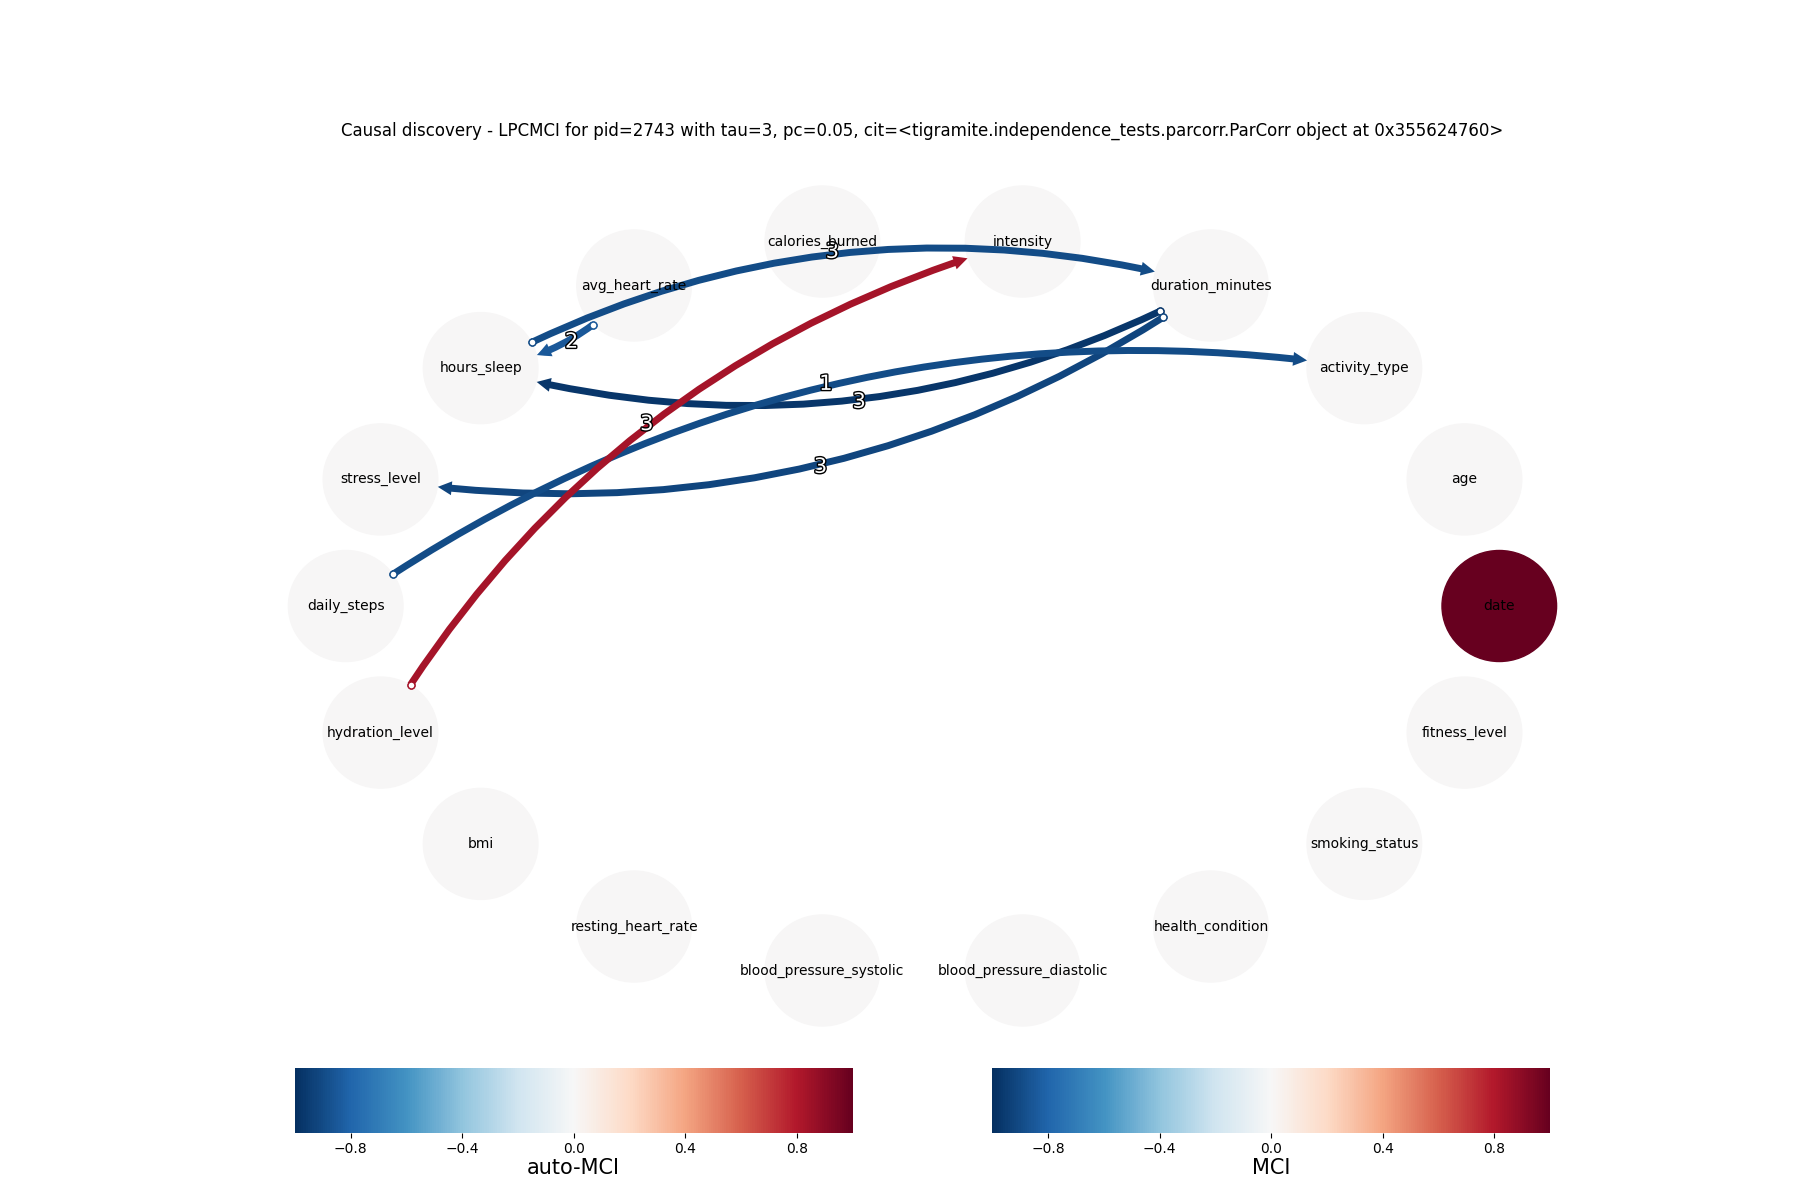 Causal discovery - LPCMCI for pid=2743 with tau=3, pc=0.05, cit=<tigramite.independence_tests.parcorr.ParCorr object at 0x355624760>
calories_burned
intensity
3
avg_heart_rate
duration_minutes
2
hours_sleep
activity_type
1
3
3
3
stress_level
age
daily_steps
date
hydration_level
fitness_level
bmi
smoking_status
resting_heart_rate
health_condition
blood_pressure_systolic
blood_pressure_diastolic
−0.8 −0.4 0.0 0.4 0.8
auto-MCI
−0.8 −0.4 0.0 0.4 0.8
MCI